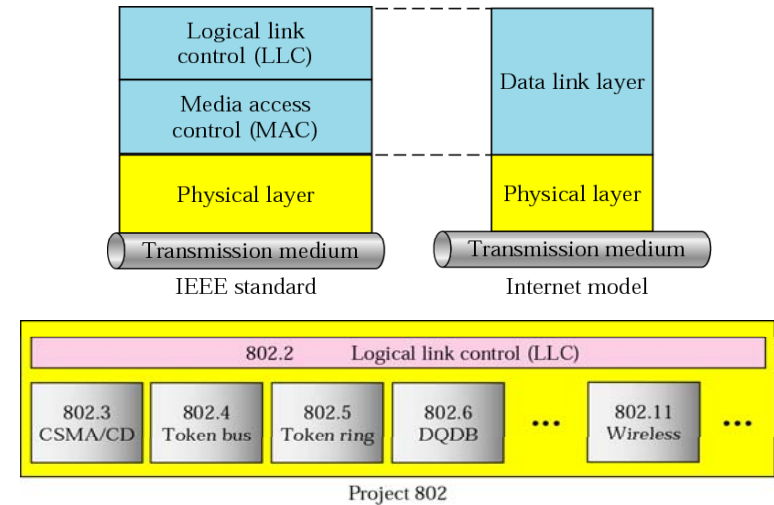 Logical link
control (LLC)
Media access
control (MAC)
Physical layer
Transmission medium
IEEE standard
Data link layer
Physical layer
Transmission medium
Internet model
802.2 Logical link control (LLC)
802.3
CSMA/CD
802.4
Token bus
802.5
Token ring
802.6
DQDB
•••
802.11
Wireless
•••
Project 802